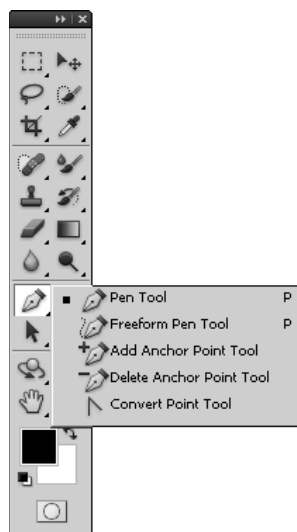 Pen Tool P
Freeform Pen Tool P
Add Anchor Point Tool
Delete Anchor Point Tool
Convert Point Tool